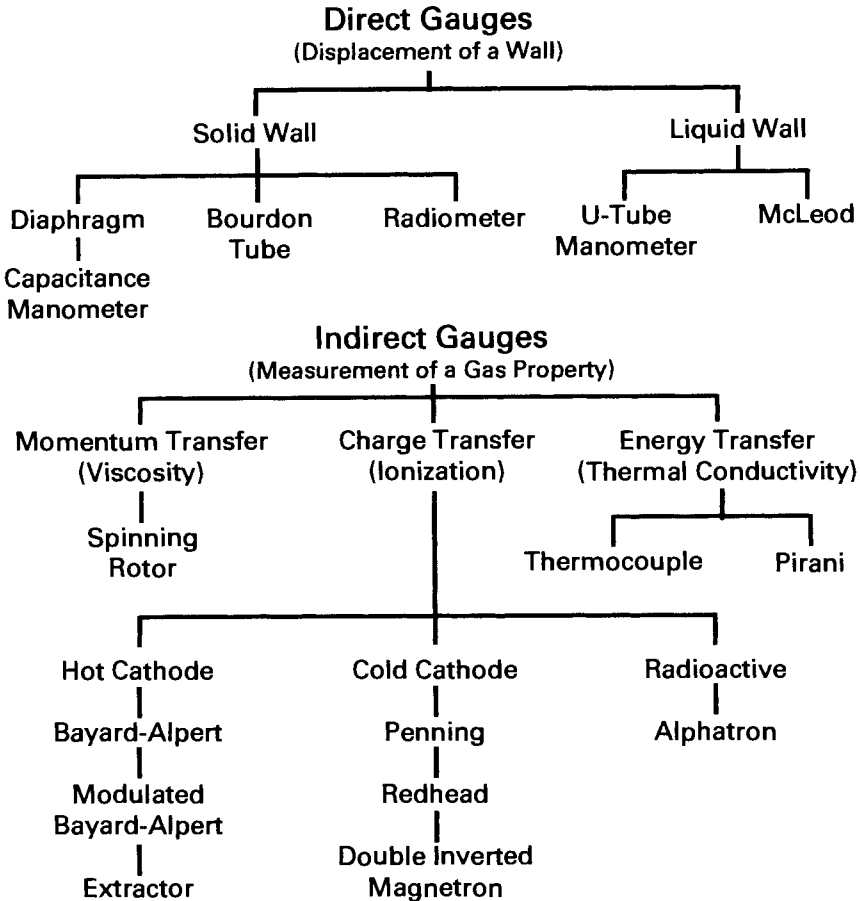 Direct Gauges
(Displacement of a Wall)
Solid Wall
Liquid Wall
Diaphragm
Bourdon
Tube
Radiometer
U-Tube
Manometer
McLeod
Capacitance
Manometer
Indirect Gauges
(Measurement of a Gas Property)
Momentum Transfer
(Viscosity)
Charge Transfer
(Ionization)
Energy Transfer
(Thermal Conductivity)
Spinning
Rotor
Thermocouple
Pirani
Hot Cathode
Cold Cathode
Radioactive
Bayard-Alpert
Penning
Alphatron
Modulated
Bayard-Alpert
Redhead
Extractor
Double Inverted
Magnetron